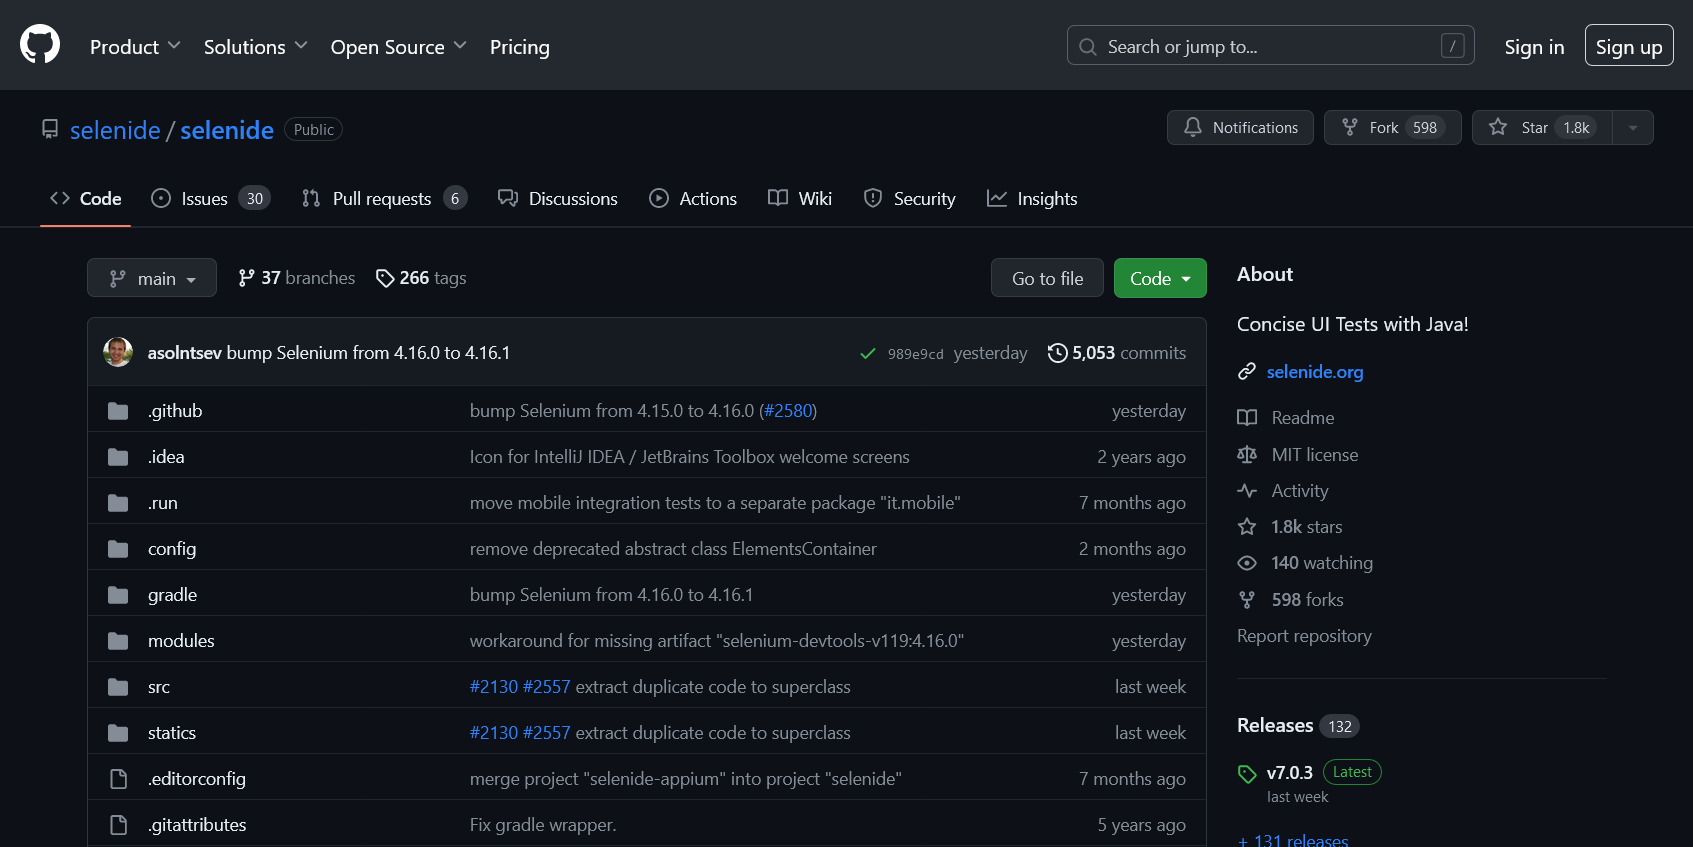 Product Solutions Open Source Pricing Search or jump to... / Sign in Sign up
selenide / selenide Public Notifications Fork 598 Star 1.8k
Code Issues 30 Pull requests 6 Discussions Actions Wiki Security Insights
main 37 branches 266 tags Go to file Code
asolntsev bump Selenium from 4.16.0 to 4.16.1 989e9cd yesterday 5,053 commits
.github bump Selenium from 4.15.0 to 4.16.0 (#2580) yesterday
.idea Icon for IntelliJ IDEA / JetBrains Toolbox welcome screens 2 years ago
.run move mobile integration tests to a separate package "it.mobile" 7 months ago
config remove deprecated abstract class ElementsContainer 2 months ago
gradle bump Selenium from 4.16.0 to 4.16.1 yesterday
modules workaround for missing artifact "selenium-devtools-v119:4.16.0" yesterday
src #2130 #2557 extract duplicate code to superclass last week
statics #2130 #2557 extract duplicate code to superclass last week
.editorconfig merge project "selenide-appium" into project "selenide" 7 months ago
.gitattributes Fix gradle wrapper. 5 years ago
About
Concise UI Tests with Java!
selenide.org
Readme
MIT license
Activity
1.8k stars
140 watching
598 forks
Report repository
Releases 132
v7.0.3 Latest
last week
+ 131 releases